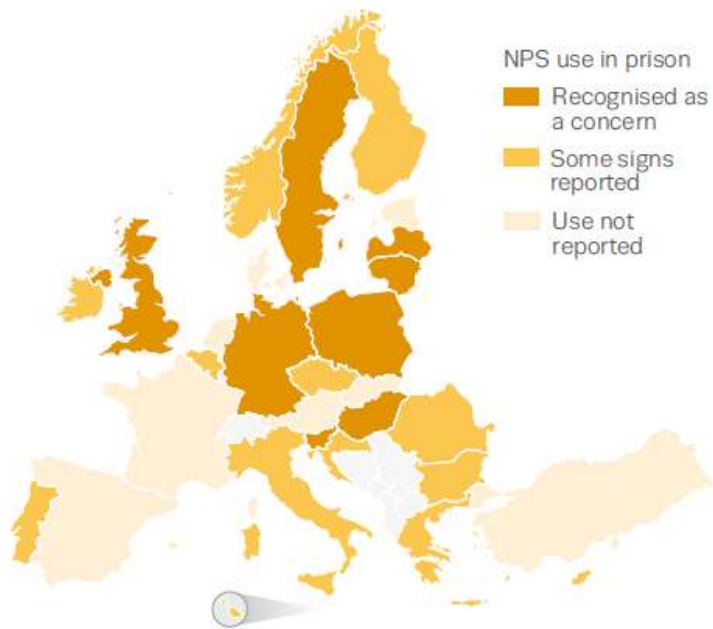 NPS use in prison
Recognised as
a concern
Some signs
reported
Use not
reported